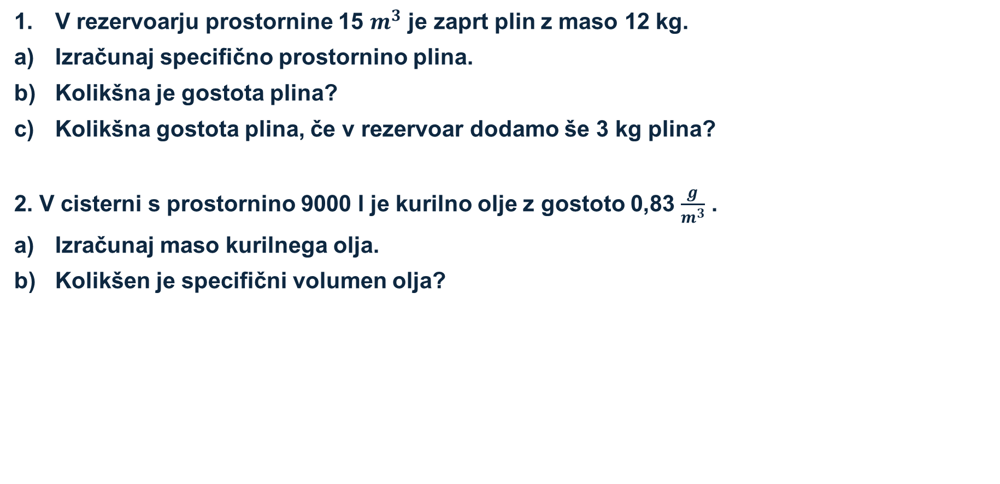 1. V rezervoarju prostornine 15 m³ je zaprt plin z maso 12 kg.
a) Izračunaj specifično prostornino plina.
b) Kolikšna je gostota plina?
c) Kolikšna gostota plina, če v rezervoar dodamo še 3 kg plina?
2. V cisterni s prostornino 9000 l je kurilno olje z gostoto 0,83 g/m³ .
a) Izračunaj maso kurilnega olja.
b) Kolikšen je specifični volumen olja?